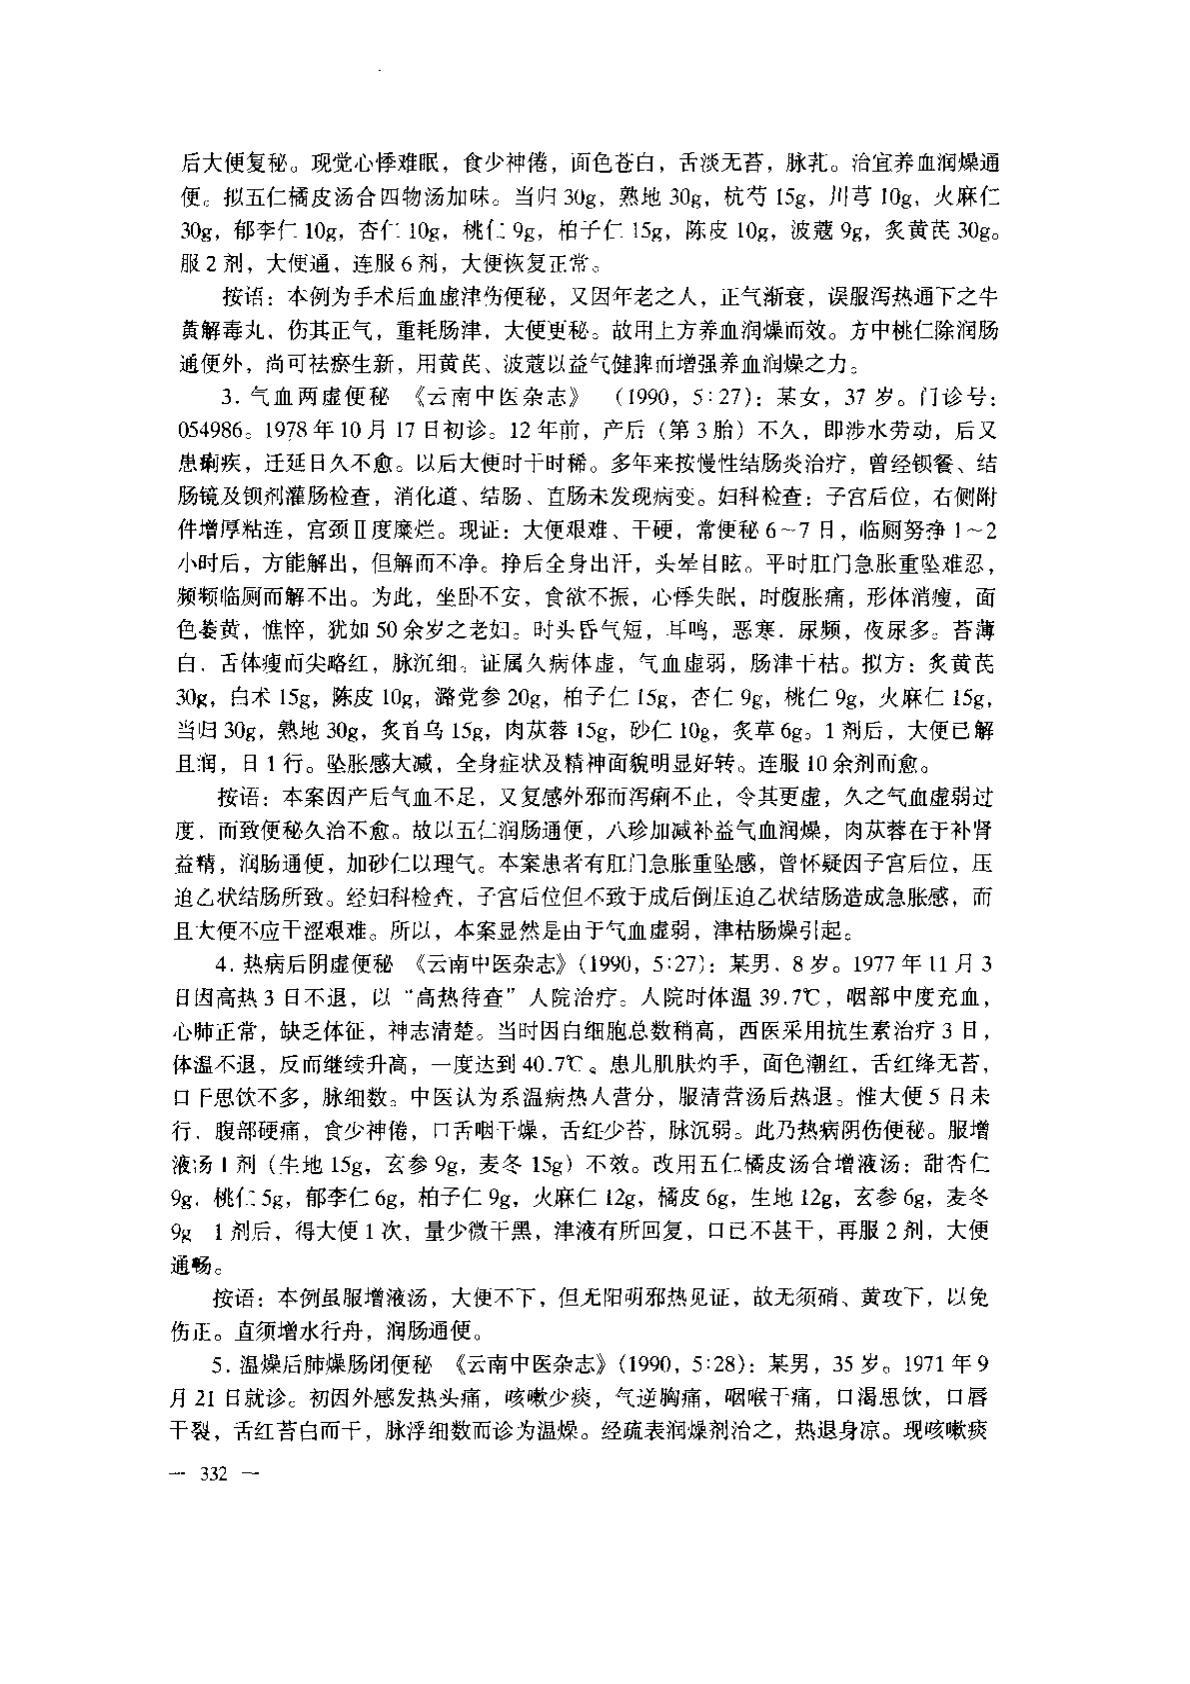 后大便复秘。现觉心悸难眠，食少神倦，面色苍白，舌淡无苔，脉芤。治宜养血润燥通
便。拟五仁橘皮汤合四物汤加味。当归 30g，熟地 30g，杭芍 15g，川芎 10g，火麻仁
30g，郁李仁 10g，杏仁 10g，桃仁 9g，柏子仁 15g，陈皮 10g，波蔻 9g，炙黄芪 30g。
服 2 剂，大便通，连服 6 剂，大便恢复正常。
按语：本例为手术后血虚津伤便秘，又因年老之人，正气渐衰，误服泻热通下之牛
黄解毒丸，伤其正气，重耗肠津，大便更秘。故用上方养血润燥而效。方中桃仁除润肠
通便外，尚可祛瘀生新，用黄芪、波蔻以益气健脾而增强养血润燥之力。
3. 气血两虚便秘 《云南中医杂志》 （1990，5∶27）：某女，37 岁。门诊号：
054986。1978 年 10 月 17 日初诊。12 年前，产后（第 3 胎）不久，即涉水劳动，后又
患痢疾，迁延日久不愈。以后大便时干时稀。多年来按慢性结肠炎治疗，曾经钡餐、结
肠镜及钡剂灌肠检查，消化道、结肠、直肠未发现病变。妇科检查：子宫后位，右侧附
件增厚粘连，宫颈Ⅱ度糜烂。现证：大便艰难、干硬，常便秘 6～7 日，临厕努挣 1～2
小时后，方能解出，但解而不净。挣后全身出汗，头晕目眩。平时肛门急胀重坠难忍，
频频临厕而解不出。为此，坐卧不安，食欲不振，心悸失眠，时腹胀痛，形体消瘦，面
色萎黄，憔悴，犹如 50 余岁之老妇。时头昏气短，耳鸣，恶寒．尿频，夜尿多。苔薄
白．舌体瘦而尖略红，脉沉细。证属久病体虚，气血虚弱，肠津干枯。拟方：炙黄芪
30g，白术 15g，陈皮 10g，潞党参 20g，柏子仁 15g，杏仁 9g，桃仁 9g，火麻仁 15g，
当归 30g，熟地 30g，炙首乌 15g，肉苁蓉 15g，砂仁 10g，炙草 6g。1 剂后，大便已解
且润，日 1 行。坠胀感大减，全身症状及精神面貌明显好转。连服 10 余剂而愈。
按语：本案因产后气血不足，又复感外邪而泻痢不止，令其更虚，久之气血虚弱过
度．而致便秘久治不愈。故以五仁润肠通便，八珍加减补益气血润燥，肉苁蓉在于补肾
益精，润肠通便，加砂仁以理气。本案患者有肛门急胀重坠感，曾怀疑因子宫后位，压
迫乙状结肠所致。经妇科检查，子宫后位但不致于成后倒压迫乙状结肠造成急胀感，而
且大便不应干涩艰难。所以，本案显然是由于气血虚弱，津枯肠燥引起。
4. 热病后阴虚便秘 《云南中医杂志》（1990，5∶27）：某男．8 岁。1977 年 11 月 3
日因高热 3 日不退，以“高热待查”入院治疗。入院时体温 39.7℃，咽部中度充血，
心肺正常，缺乏体征，神志清楚。当时因白细胞总数稍高，西医采用抗生素治疗 3 日，
体温不退，反而继续升高，一度达到 40.7℃。患儿肌肤灼手，面色潮红，舌红绛无苔，
口干思饮不多，脉细数。中医认为系温病热入营分，服清营汤后热退。惟大便 5 日未
行．腹部硬痛，食少神倦，口舌咽干燥，舌红少苔，脉沉弱。此乃热病阴伤便秘。服增
液汤 1 剂（生地 15g，玄参 9g，麦冬 15g）不效。改用五仁橘皮汤合增液汤：甜杏仁
9g．桃仁 5g，郁李仁 6g，柏子仁 9g，火麻仁 12g，橘皮 6g，生地 12g，玄参 6g，麦冬
9g 1 剂后，得大便 1 次，量少微干黑，津液有所回复，口已不甚干，再服 2 剂，大便
通畅。
按语：本例虽服增液汤，大便不下，但无阳明邪热见证，故无须硝、黄攻下，以免
伤正。直须增水行舟，润肠通便。
5. 温燥后肺燥肠闭便秘 《云南中医杂志》（1990，5∶28）：某男，35 岁。1971 年 9
月 21 日就诊。初因外感发热头痛，咳嗽少痰，气逆胸痛，咽喉干痛，口渴思饮，口唇
干裂，舌红苔白而干，脉浮细数而诊为温燥。经疏表润燥剂治之，热退身凉。现咳嗽痰
— 332 —